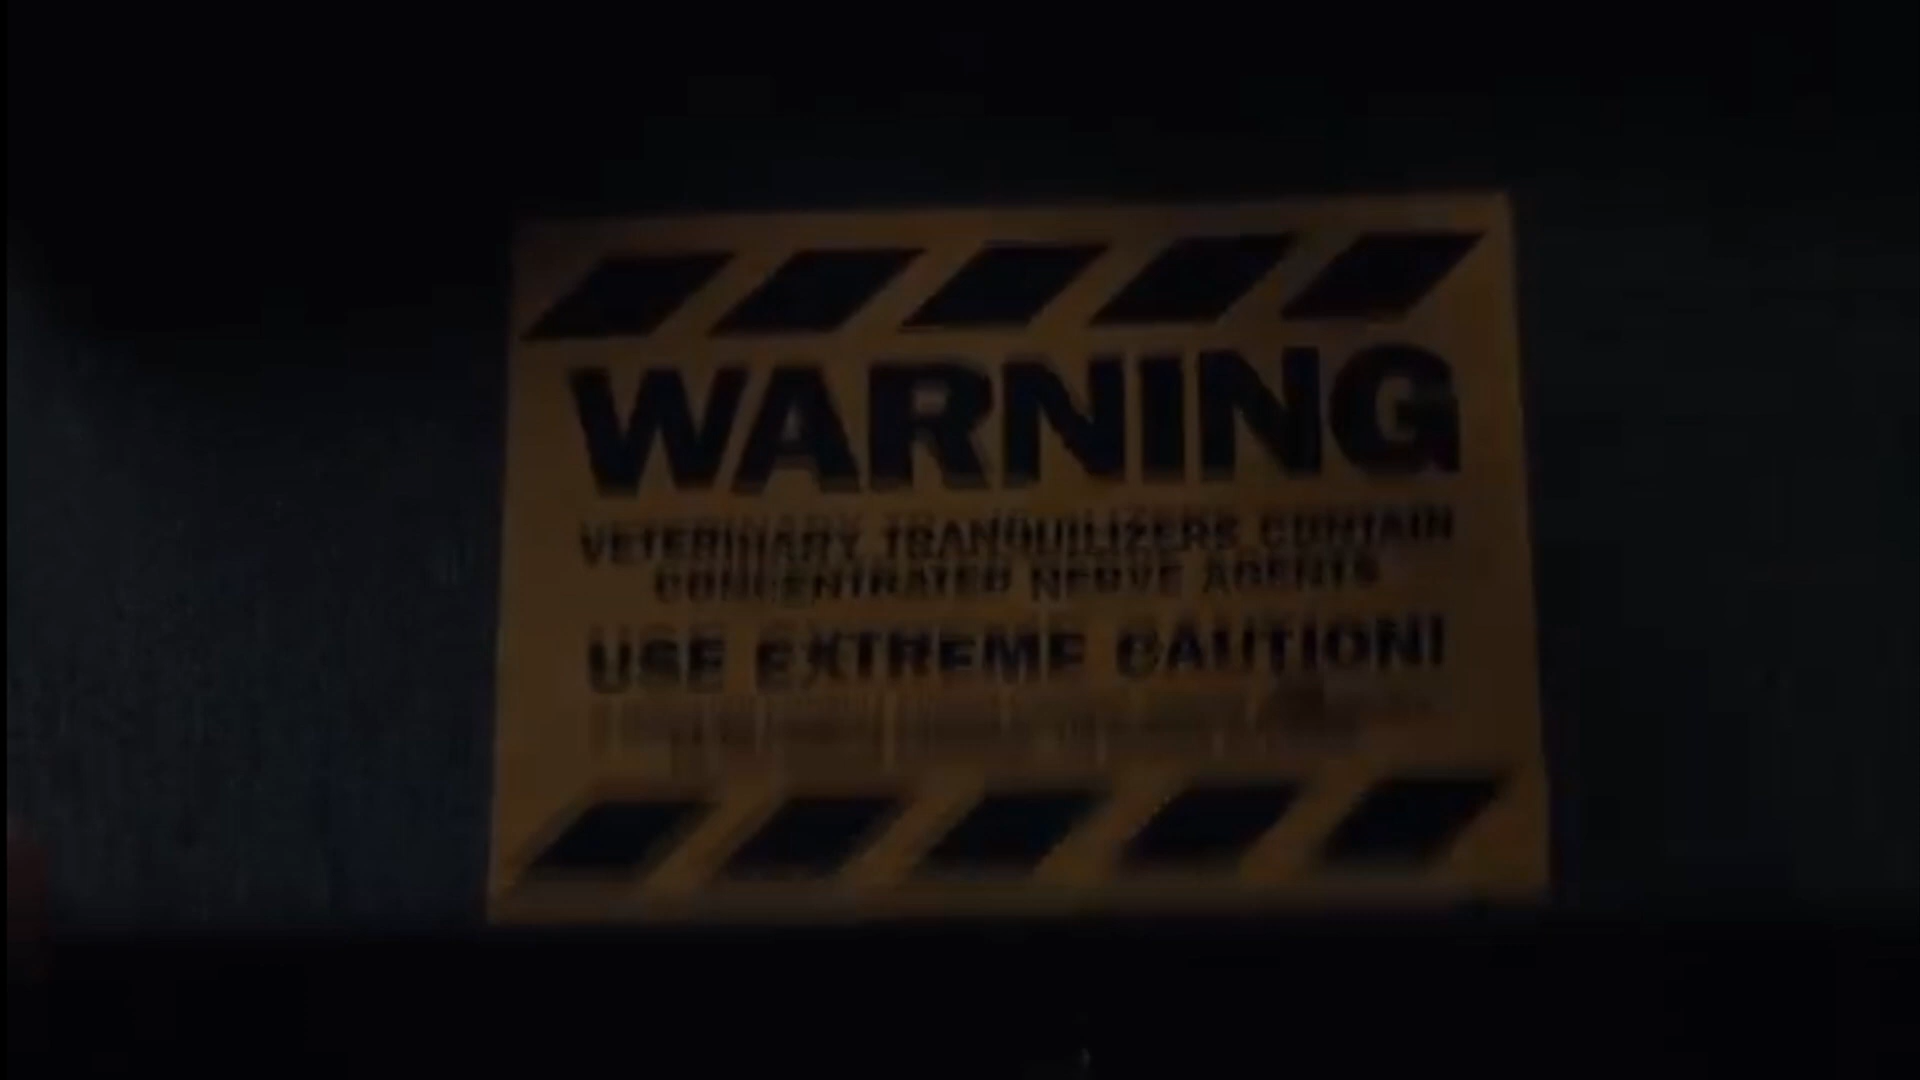 WARNING
VETERINARY TRANQUILIZERS CONTAIN
CONCENTRATED NERVE AGENTS
USE EXTREME CAUTION!